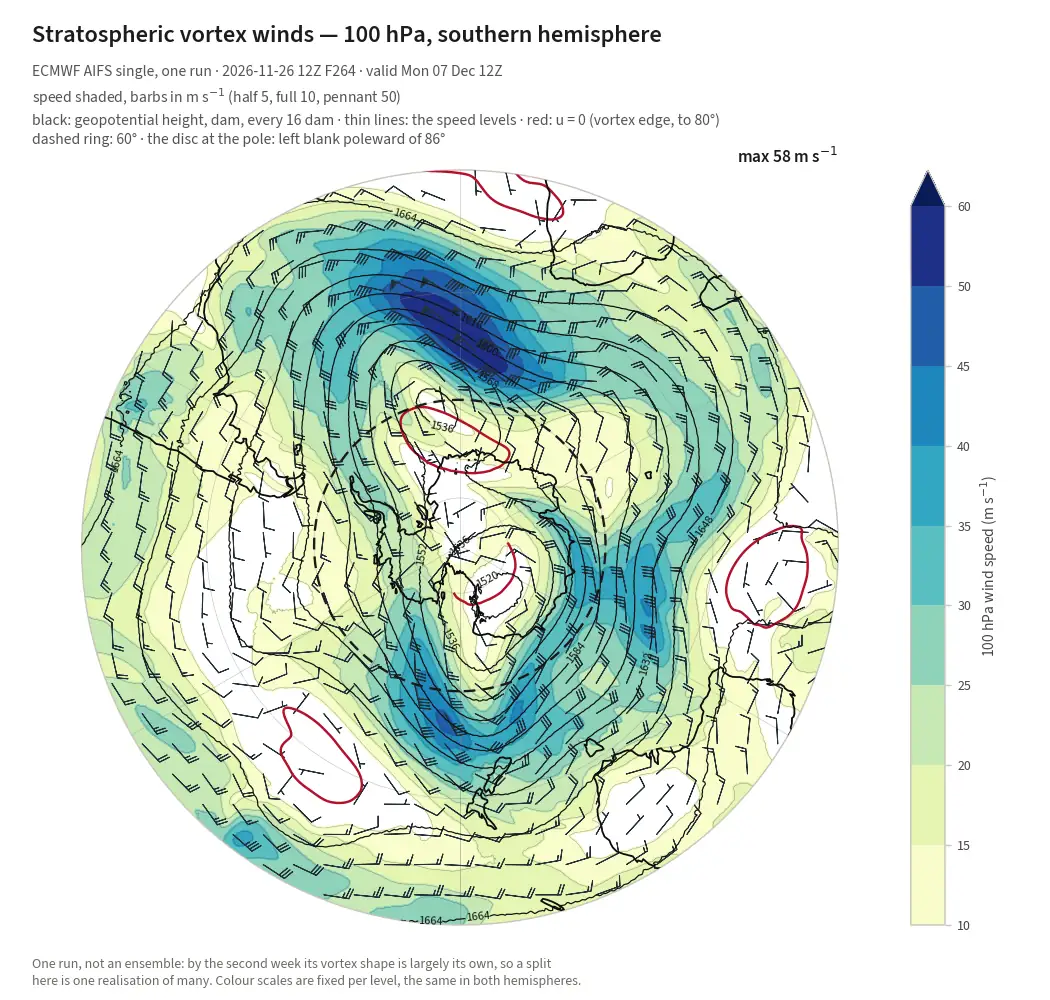 Stratospheric vortex winds — 100 hPa, southern hemisphere
ECMWF AIFS single, one run · 2026-11-26 12Z F264 · valid Mon 07 Dec 12Z
speed shaded, barbs in m s⁻¹ (half 5, full 10, pennant 50)
black: geopotential height, dam, every 16 dam · thin lines: the speed levels · red: u = 0 (vortex edge, to 80°)
dashed ring: 60° · the disc at the pole: left blank poleward of 86°
max 58 m s⁻¹
1664
60
50
45
40
35
30
25
20
15
10
100 hPa wind speed (m s⁻¹)
1568
1536
1664
1648
1552
1520
1536
1584
1632
1664
1664
One run, not an ensemble: by the second week its vortex shape is largely its own, so a split
here is one realisation of many. Colour scales are fixed per level, the same in both hemispheres.